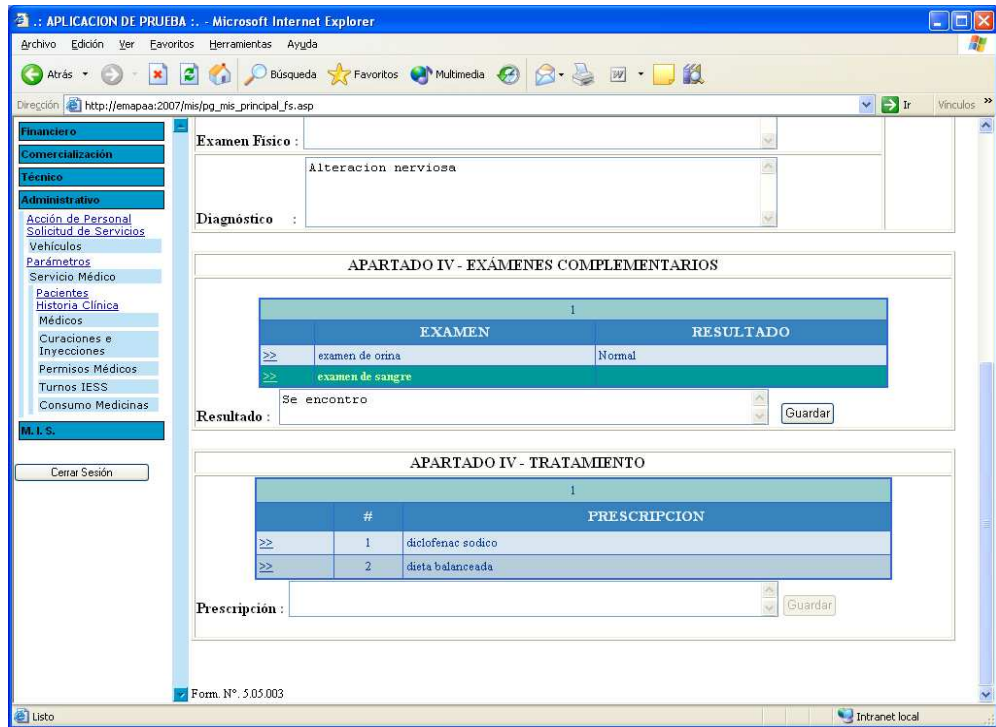 .: APLICACION DE PRUEBA :. - Microsoft Internet Explorer
Archivo Edición Ver Favoritos Herramientas Ayuda
Atrás Búsqueda Favoritos Multimedia
Dirección http://emapaa:2007/mis/pg_mis_principal_fs.asp Ir Vínculos »
Financiero
Comercialización
Técnico
Administrativo
Acción de Personal
Solicitud de Servicios
Vehículos
Parámetros
Servicio Médico
Pacientes
Historia Clínica
Médicos
Curaciones e
Inyecciones
Permisos Médicos
Turnos IESS
Consumo Medicinas
M. I. S.
Cerrar Sesión
Examen Físico :
Alteracion nerviosa
Diagnóstico :
APARTADO IV - EXÁMENES COMPLEMENTARIOS
1
EXAMEN RESULTADO
>> examen de orina Normal
>> examen de sangre
Se encontro
Resultado : Guardar
APARTADO IV - TRATAMIENTO
1
# PRESCRIPCION
>> 1 diclofenac sodico
>> 2 dieta balanceada
Prescripción : Guardar
Form. Nº. 5.05.003
Listo Intranet local